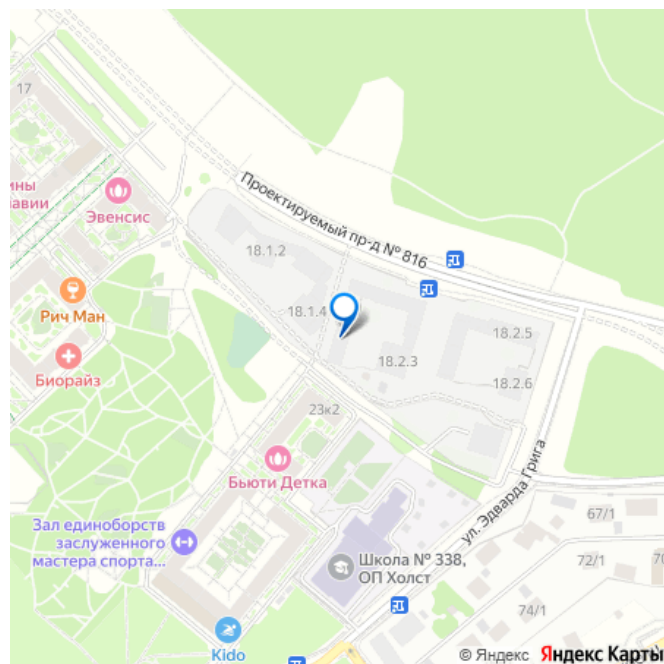 17
ины
авии
Эвенсис
Проектируемый пр-д № 816
18.1.2
Рич Ман
18.1.4
18.2.5
18.2.3
Биорайз
18.2.6
23к2
Бьюти Детка
ул. Эдварда Грига
67/1
Зал единоборств
заслуженного
мастера спорта...
Школа № 338,
ОП Холст
72/1
70
74/1
Kido
© Яндекс Яндекс Карты